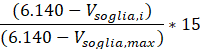 (6.140 − V_soglia,i)
(6.140 − V_soglia,max) * 15